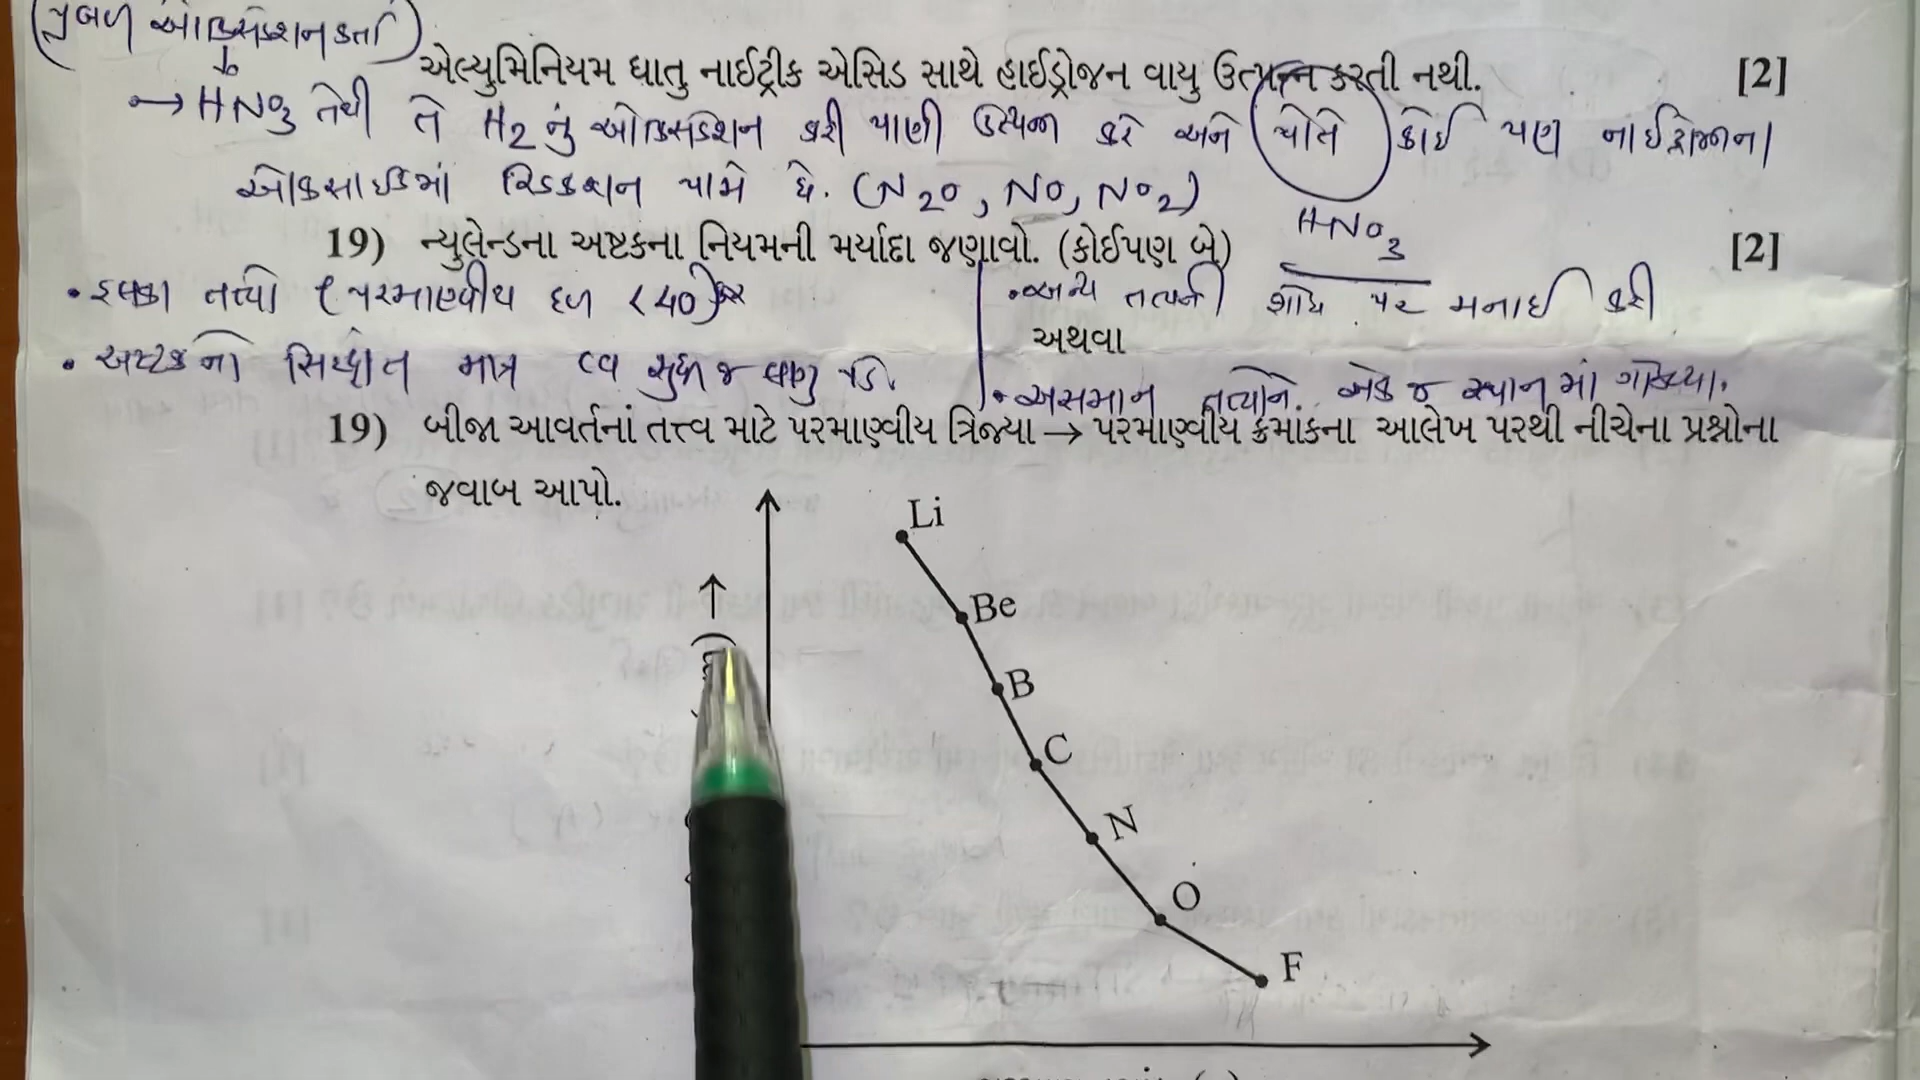 (પ્રબળ ઓક્સિડેશનકર્તા)
એલ્યુમિનિયમ ધાતુ નાઈટ્રીક એસિડ સાથે હાઈડ્રોજન વાયુ ઉત્પન્ન કરતી નથી. [2]
→ HNO3 તેથી તે H2 નું ઓક્સિડેશન કરી પાણી ઉત્પન્ન કરે અને પોતે કોઈ પણ નાઈટ્રોજનના
ઓક્સાઈડમાં રિડક્શન પામે છે. (N2O, NO, NO2)
HNO3
19) ન્યુલેન્ડના અષ્ટકના નિયમની મર્યાદા જણાવો. (કોઈપણ બે) [2]
• હલકા તત્વો (પરમાણ્વીય દળ < 40)
• અન્ય તત્વની શોધ પર મનાઈ કરી
અથવા
• અષ્ટકનો સિધ્ધાંત માત્ર Ca સુધી જ લાગુ પડે.
• અસમાન તત્વોને એક જ સ્થાનમાં ગોઠવ્યા.
19) બીજા આવર્તનાં તત્ત્વ માટે પરમાણ્વીય ત્રિજ્યા → પરમાણ્વીય ક્રમાંકના આલેખ પરથી નીચેના પ્રશ્નોના
જવાબ આપો.
Li
Be
B
C
N
O
F